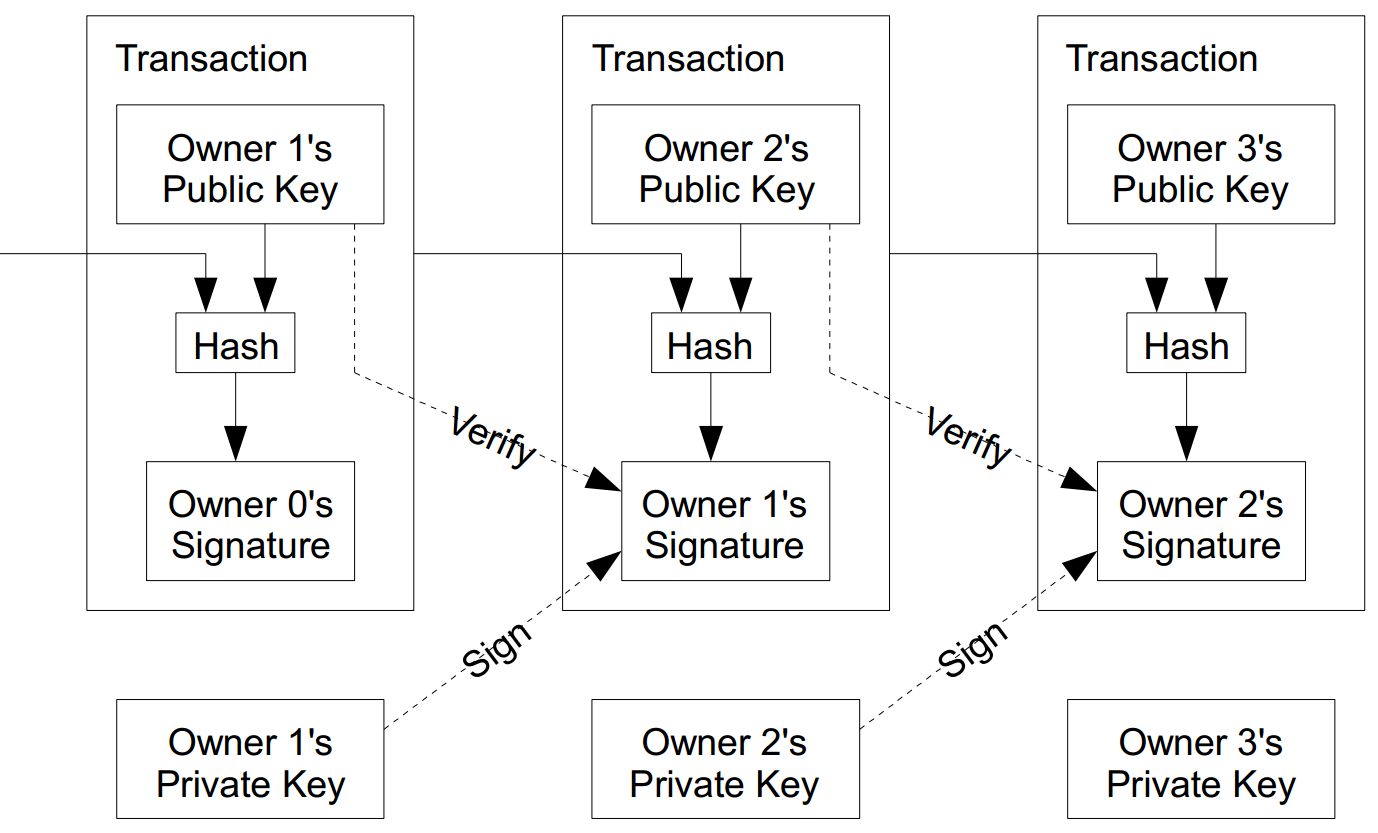 Transaction
Owner 1's
Public Key
Hash
Owner 0's
Signature
Transaction
Owner 2's
Public Key
Hash
Verify
Owner 1's
Signature
Transaction
Owner 3's
Public Key
Hash
Verify
Owner 2's
Signature
Sign
Sign
Owner 1's
Private Key
Owner 2's
Private Key
Owner 3's
Private Key